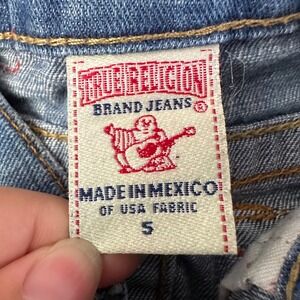 TRUE RELIGION
BRAND JEANS ®
MADE IN MEXICO
OF USA FABRIC
5